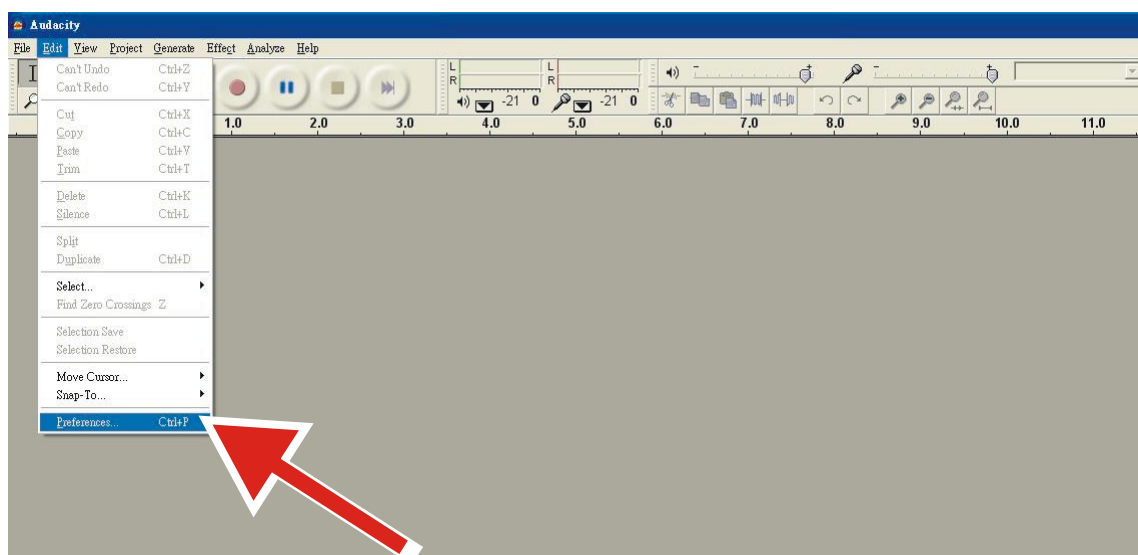 Audacity
File Edit View Project Generate Effect Analyze Help
Can't Undo Ctrl+Z
Can't Redo Ctrl+Y
Cut Ctrl+X
Copy Ctrl+C
Paste Ctrl+V
Trim Ctrl+T
Delete Ctrl+K
Silence Ctrl+L
Split
Duplicate Ctrl+D
Select...
Find Zero Crossings Z
Selection Save
Selection Restore
Move Cursor...
Snap-To...
Preferences... Ctrl+P
L
R
-21 0
L
R
-21 0
1.0 2.0 3.0 4.0 5.0 6.0 7.0 8.0 9.0 10.0 11.0